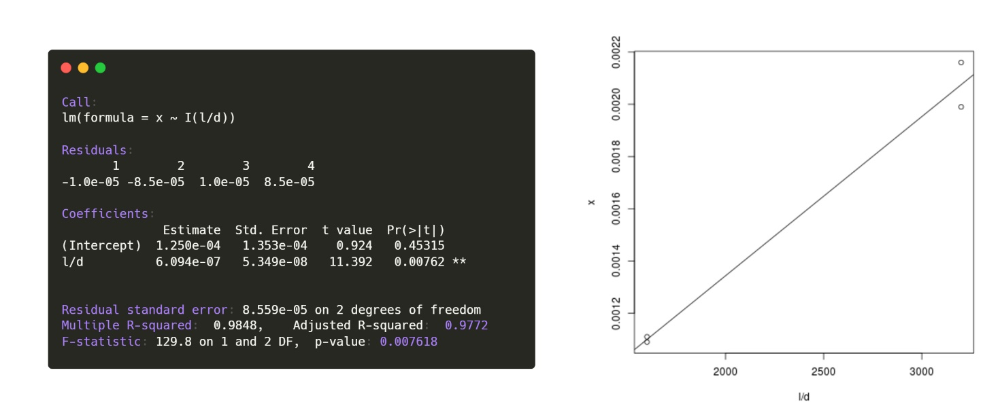 Call:
lm(formula = x ~ I(l/d))
Residuals:
1 2 3 4
-1.0e-05 -8.5e-05 1.0e-05 8.5e-05
Coefficients:
Estimate Std. Error t value Pr(>|t|)
(Intercept) 1.250e-04 1.353e-04 0.924 0.45315
l/d 6.094e-07 5.349e-08 11.392 0.00762 **
Residual standard error: 8.559e-05 on 2 degrees of freedom
Multiple R-squared: 0.9848, Adjusted R-squared: 0.9772
F-statistic: 129.8 on 1 and 2 DF, p-value: 0.007618
x
0.0022
0.0020
0.0018
0.0016
0.0014
0.0012
2000 2500 3000
l/d